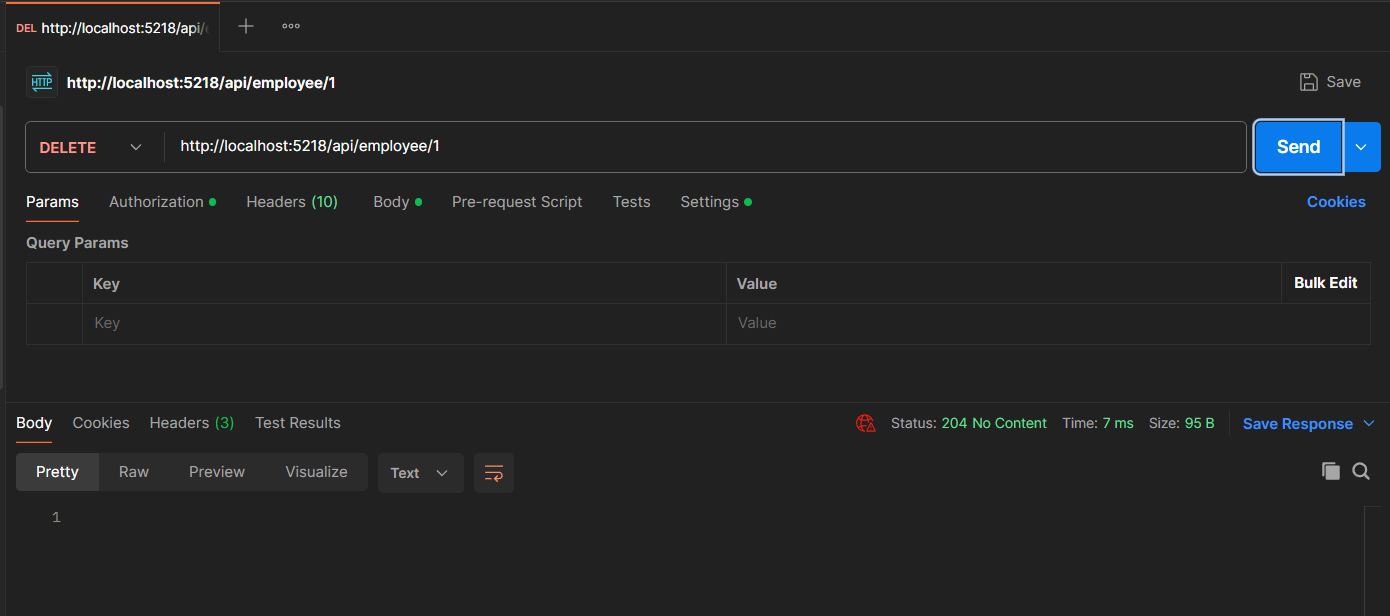 DEL http://localhost:5218/api/
HTTP http://localhost:5218/api/employee/1 Save
DELETE http://localhost:5218/api/employee/1 Send
Params Authorization Headers (10) Body Pre-request Script Tests Settings Cookies
Query Params
Key Value Bulk Edit
Key Value
Body Cookies Headers (3) Test Results Status: 204 No Content Time: 7 ms Size: 95 B Save Response
Pretty Raw Preview Visualize Text
1